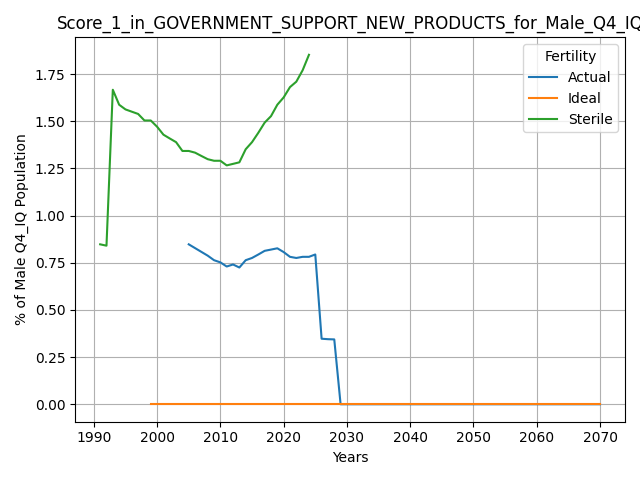 Score_1_in_GOVERNMENT_SUPPORT_NEW_PRODUCTS_for_Male_Q4_IQ
Fertility
Actual
Ideal
Sterile
% of Male Q4_IQ Population
1.75
1.50
1.25
1.00
0.75
0.50
0.25
0.00
1990 2000 2010 2020 2030 2040 2050 2060 2070
Years